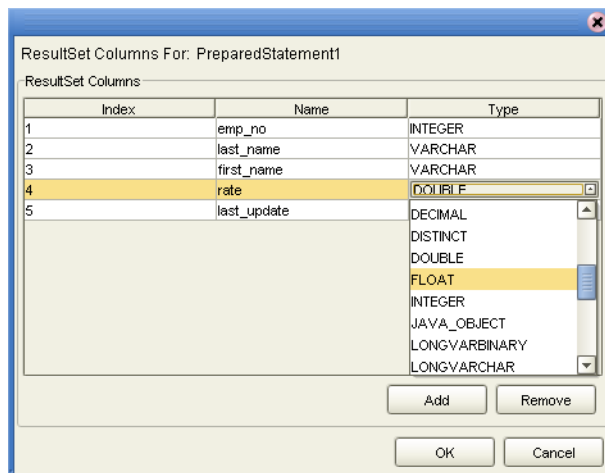 ResultSet Columns For: PreparedStatement1
ResultSet Columns
Index Name Type
1 emp_no INTEGER
2 last_name VARCHAR
3 first_name VARCHAR
4 rate DOUBLE
5 last_update
DECIMAL
DISTINCT
DOUBLE
FLOAT
INTEGER
JAVA_OBJECT
LONGVARBINARY
LONGVARCHAR
Add Remove
OK Cancel